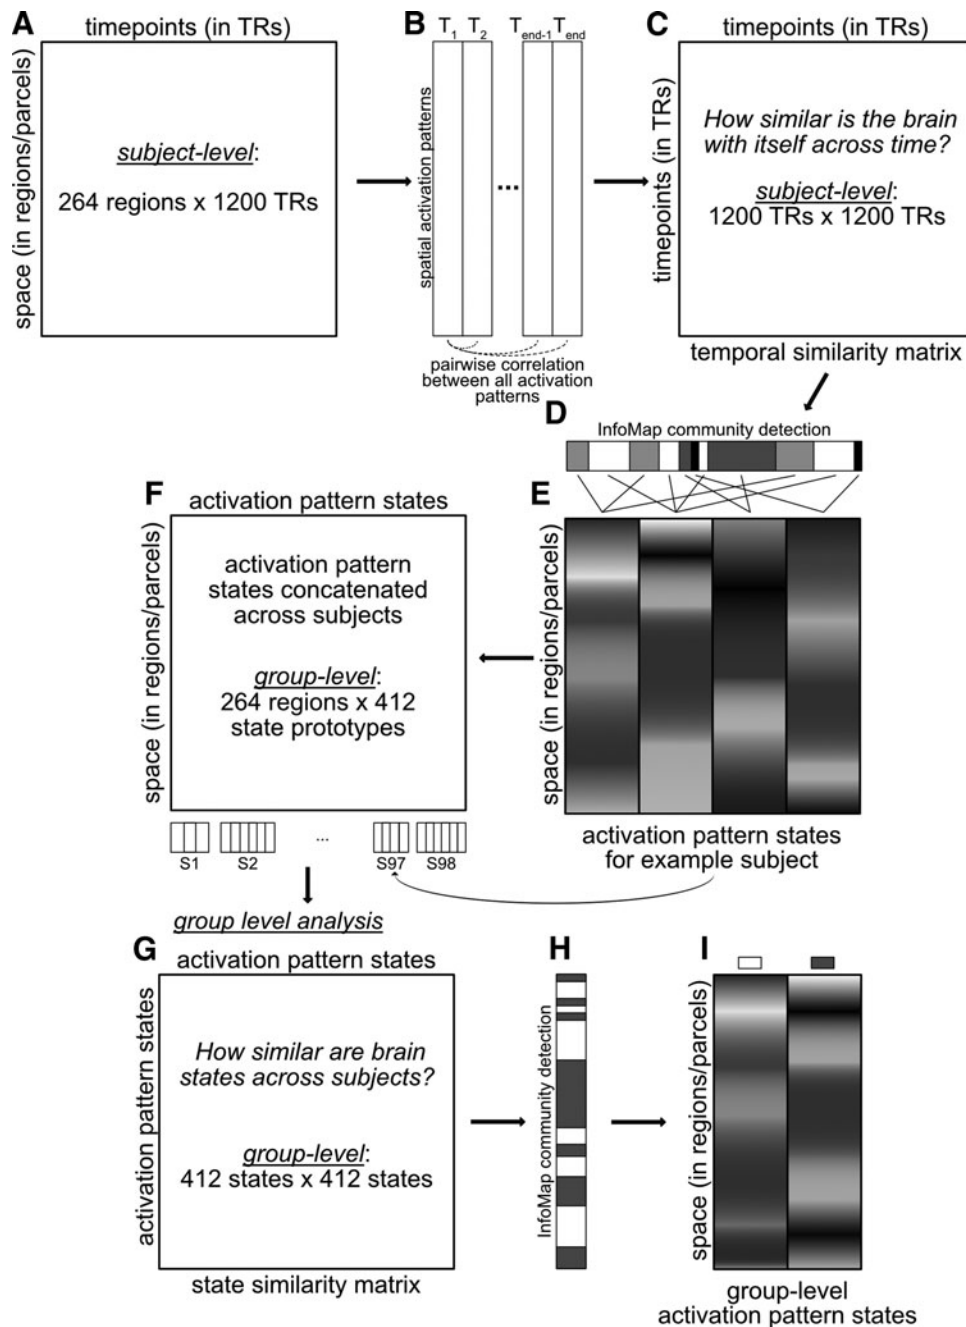 A
timepoints (in TRs)
space (in regions/parcels)
subject-level:
264 regions x 1200 TRs
B
T1 T2 Tend-1 Tend
spatial activation patterns
...
pairwise correlation
between all activation
patterns
C
timepoints (in TRs)
timepoints (in TRs)
How similar is the brain
with itself across time?
subject-level:
1200 TRs x 1200 TRs
temporal similarity matrix
D
InfoMap community detection
E
space (in regions/parcels)
activation pattern states
for example subject
F
activation pattern states
space (in regions/parcels)
activation pattern
states concatenated
across subjects
group-level:
264 regions x 412
state prototypes
S1 S2 ... S97 S98
group level analysis
G
activation pattern states
activation pattern states
How similar are brain
states across subjects?
group-level:
412 states x 412 states
state similarity matrix
H
InfoMap community detection
I
space (in regions/parcels)
group-level
activation pattern states